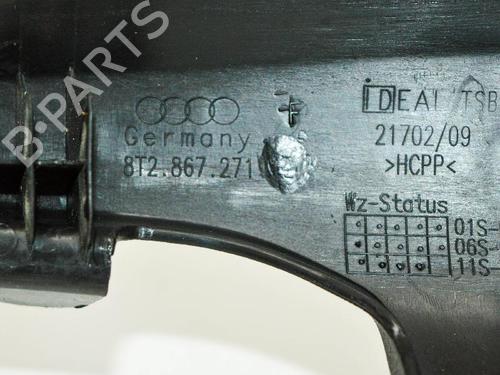 B-PARTS
iDEAL TSB
Germany
21702/09
8T2.867.271
>HCPP<
Wz-Status
01S-
06S-
11S-